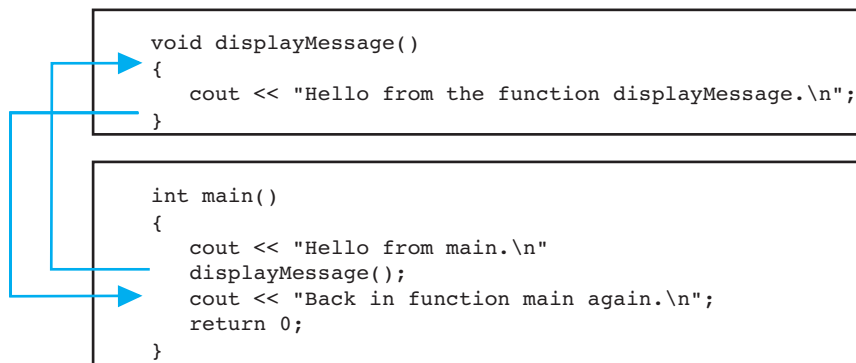 void displayMessage()
{
   cout << "Hello from the function displayMessage.\n";
}
int main()
{
   cout << "Hello from main.\n"
   displayMessage();
   cout << "Back in function main again.\n";
   return 0;
}